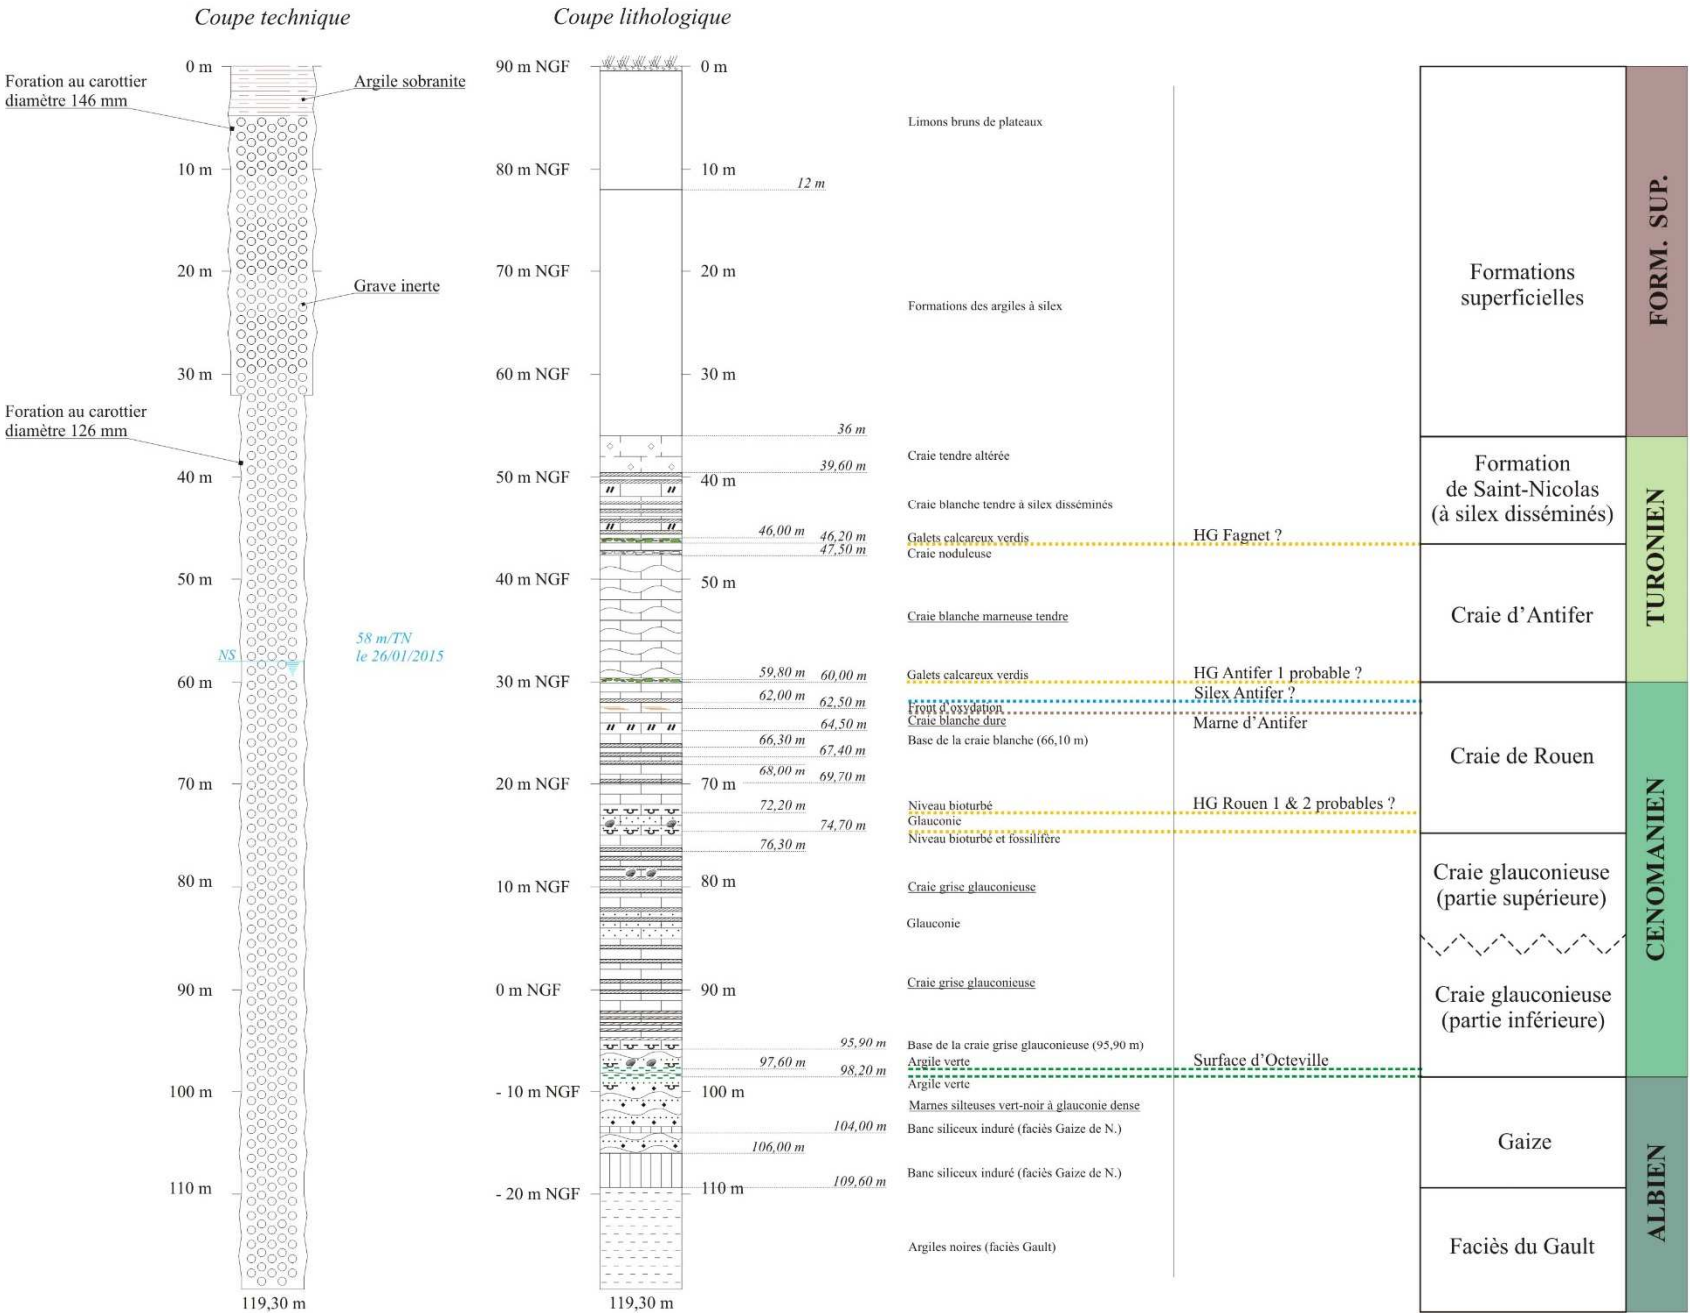 Coupe technique
Coupe lithologique
0 m
Foration au carottier
diamètre 146 mm
Argile sobranite
10 m
20 m
Grave inerte
30 m
Foration au carottier
diamètre 126 mm
40 m
50 m
NS
58 m/TN
le 26/01/2015
60 m
70 m
80 m
90 m
100 m
110 m
119,30 m
90 m NGF
80 m NGF
70 m NGF
60 m NGF
50 m NGF
40 m NGF
30 m NGF
20 m NGF
10 m NGF
0 m NGF
- 10 m NGF
- 20 m NGF
0 m
10 m
20 m
30 m
40 m
50 m
70 m
80 m
90 m
100 m
110 m
119,30 m
12 m
36 m
39,60 m
46,00 m
46,20 m
47,50 m
59,80 m
60,00 m
62,00 m
62,50 m
64,50 m
66,30 m
67,40 m
68,00 m
69,70 m
72,20 m
74,70 m
76,30 m
95,90 m
97,60 m
98,20 m
104,00 m
106,00 m
109,60 m
Limons bruns de plateaux
Formations des argiles à silex
Craie tendre altérée
Craie blanche tendre à silex disséminés
Galets calcareux verdis
Craie noduleuse
Craie blanche marneuse tendre
Galets calcareux verdis
Front d'oxydation
Craie blanche dure
Base de la craie blanche (66,10 m)
Niveau bioturbé
Glauconie
Niveau bioturbé et fossilifère
Craie grise glauconieuse
Glauconie
Craie grise glauconieuse
Base de la craie grise glauconieuse (95,90 m)
Argile verte
Argile verte
Marnes silteuses vert-noir à glauconie dense
Banc siliceux induré (faciès Gaize de N.)
Banc siliceux induré (faciès Gaize de N.)
Argiles noires (faciès Gault)
HG Fagnet ?
HG Antifer 1 probable ?
Silex Antifer ?
Marne d'Antifer
HG Rouen 1 & 2 probables ?
Surface d'Octeville
Formations
superficielles
Formation
de Saint-Nicolas
(à silex disséminés)
Craie d'Antifer
Craie de Rouen
Craie glauconieuse
(partie supérieure)
Craie glauconieuse
(partie inférieure)
Gaize
Faciès du Gault
FORM. SUP.
TURONIEN
CENOMANIEN
ALBIEN